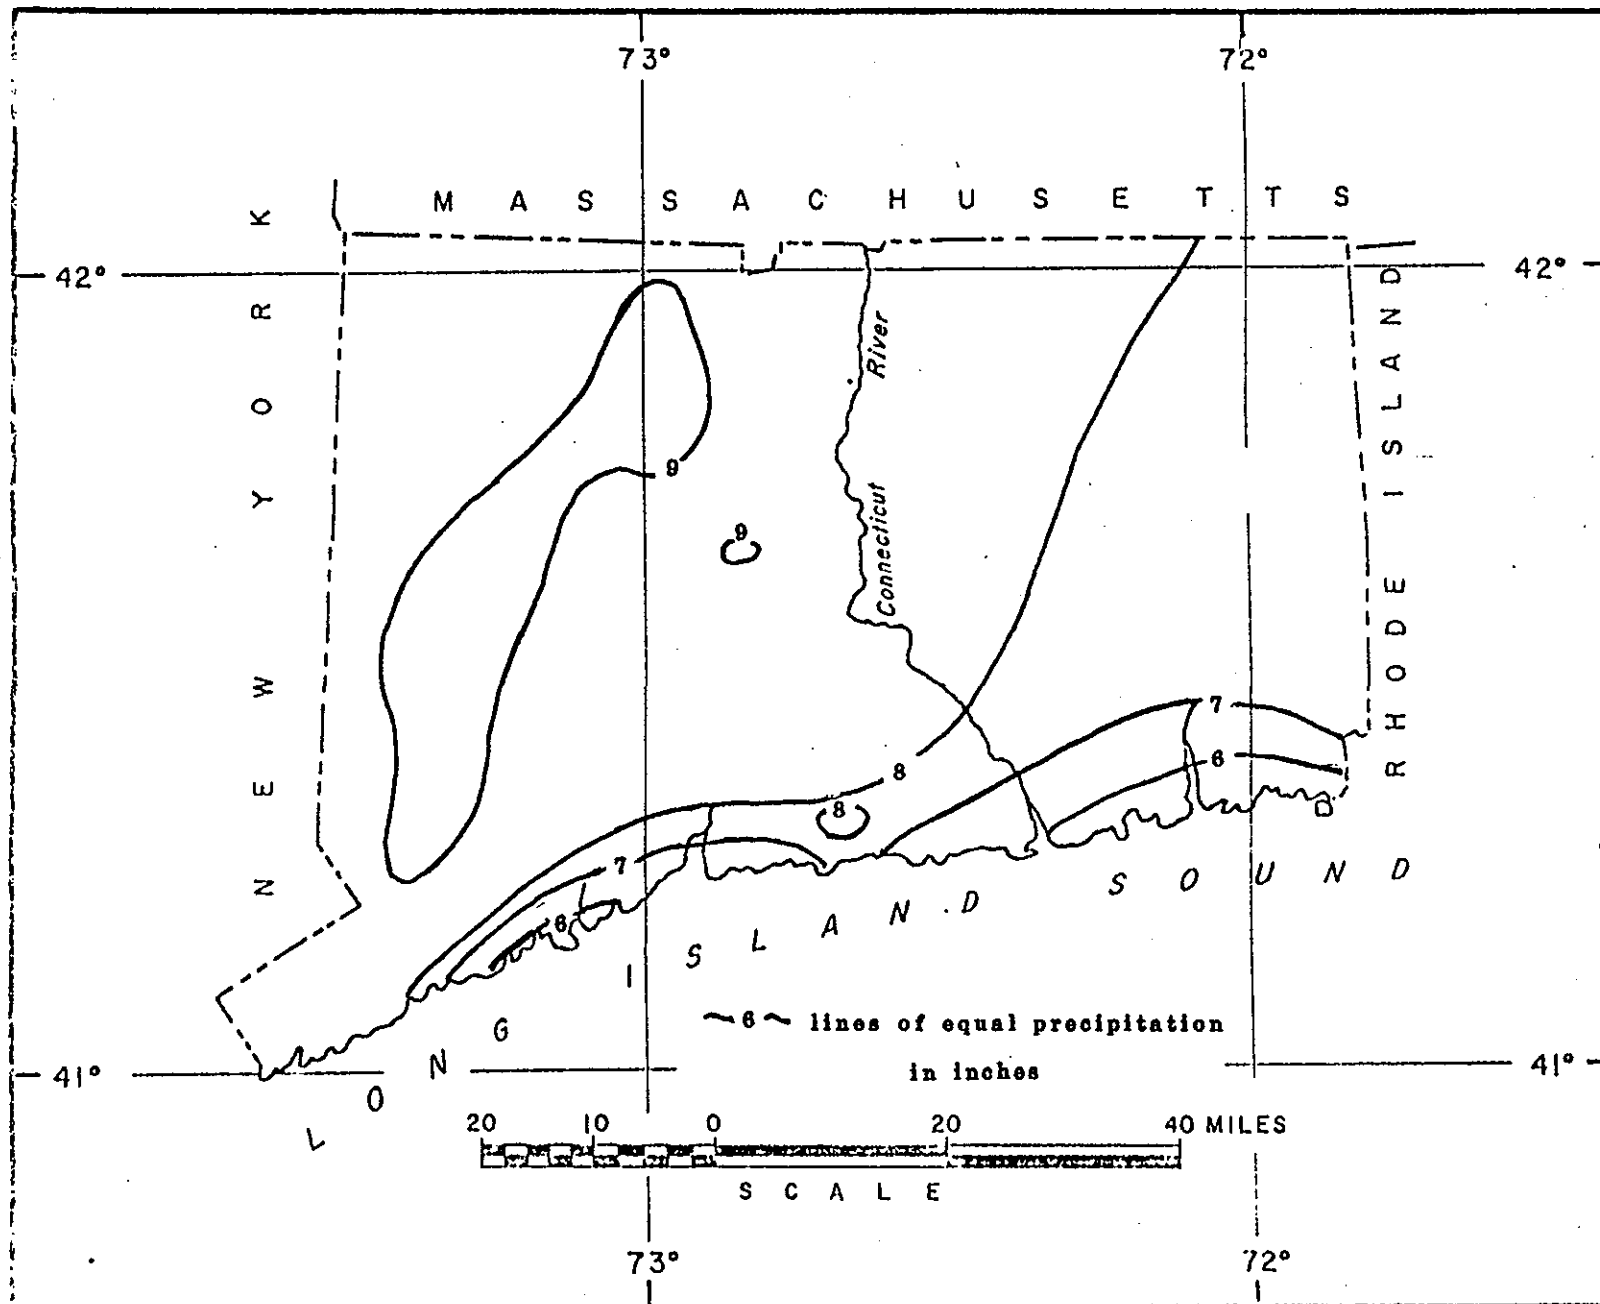 73° 72°
MASSACHUSETTS
NEW YORK
42° 42°
RHODE ISLAND
Connecticut River
9
9
8
8
7
7
6
6
LONG ISLAND SOUND
6 lines of equal precipitation
in inches
41° 41°
20 10 0 20 40 MILES
SCALE
73° 72°